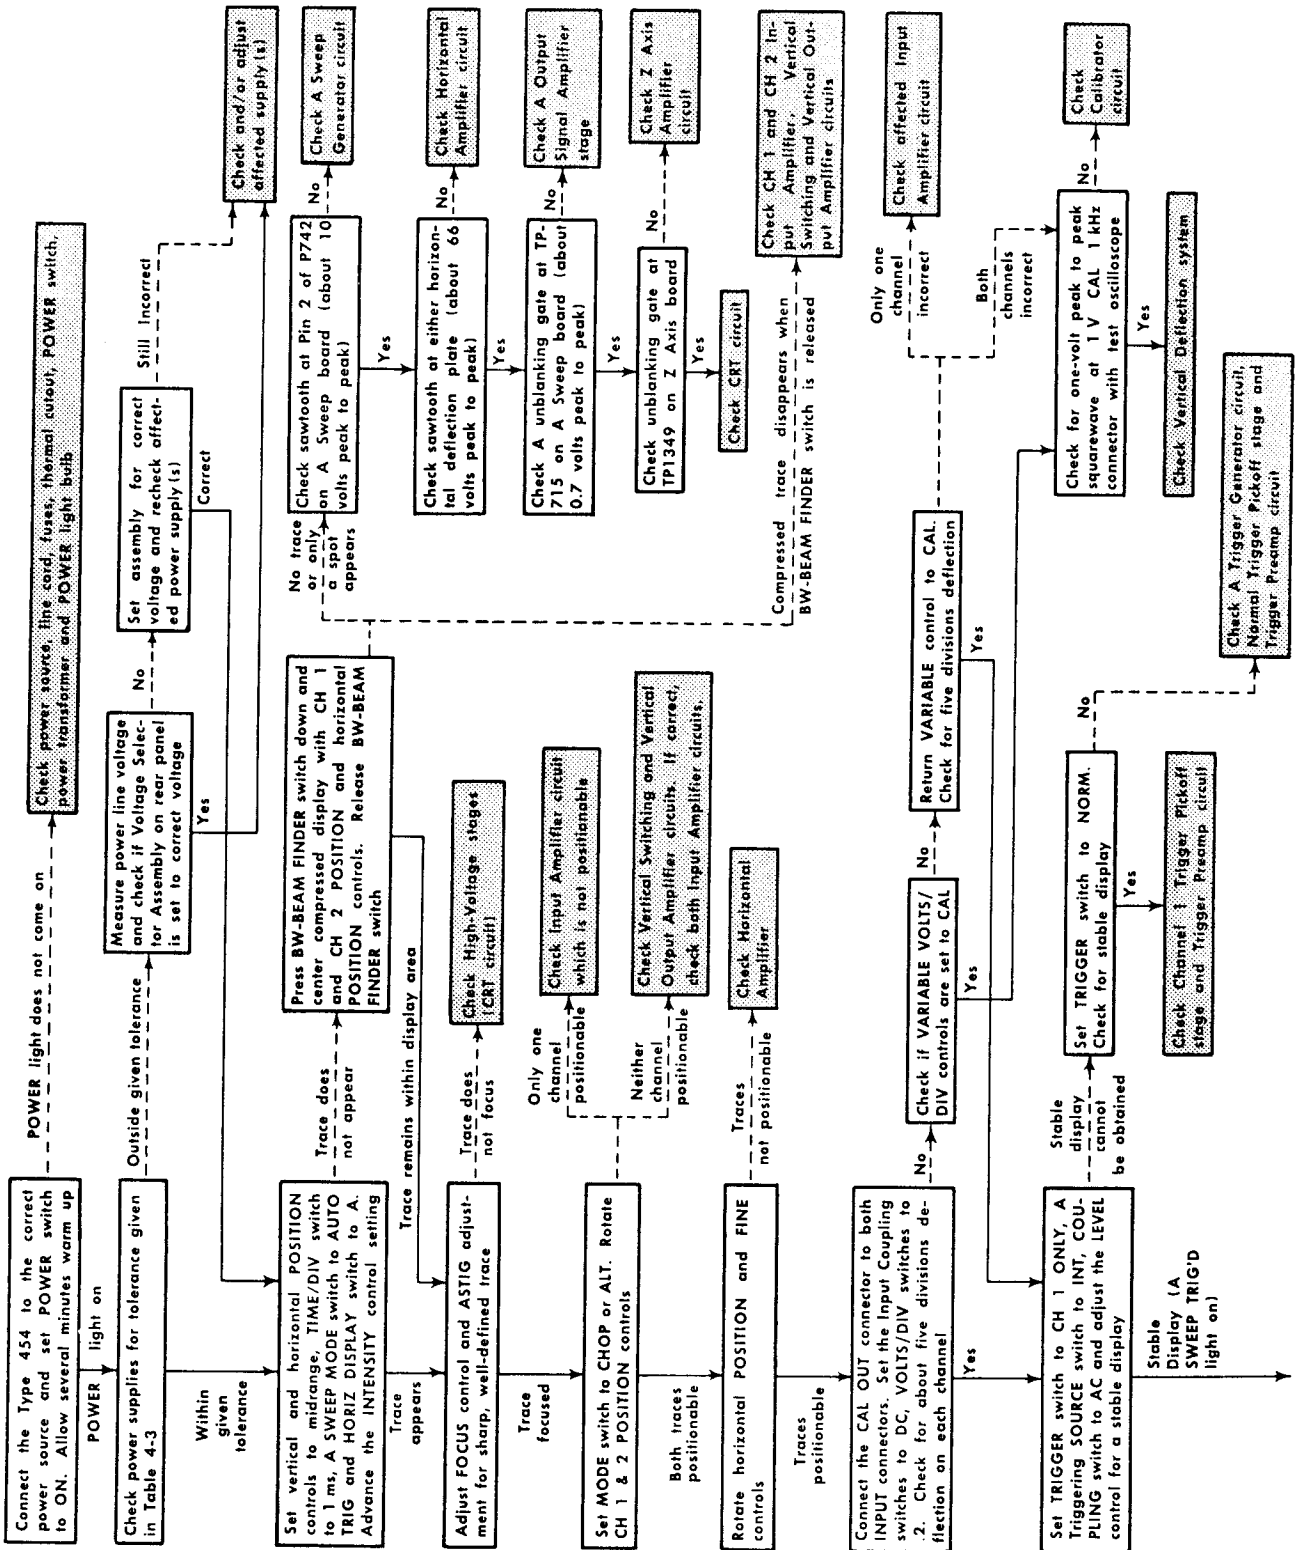 Connect the Type 454 to the correct
power source and set POWER switch
to ON. Allow several minutes warm up
POWER light does not come on
Check power source, line cord, fuses, thermal cutout, POWER switch,
power transformer and POWER light bulb
POWER light on
Check power supplies for tolerance given
in Table 4-3
Outside given tolerance
Measure power line voltage
and check if Voltage Selec-
tor Assembly on rear panel
is set to correct voltage
No
Set assembly for correct
voltage and recheck affect-
ed power supply(s)
Still Incorrect
Check and/or adjust
affected supply(s)
Yes
Correct
Within
given
tolerance
Set vertical and horizontal POSITION
controls to midrange, TIME/DIV switch
to 1 ms, A SWEEP MODE switch to AUTO
TRIG and HORIZ DISPLAY switch to A.
Advance the INTENSITY control setting
Trace does
not appear
Press BW-BEAM FINDER switch down and
center compressed display with CH 1
and CH 2 POSITION and horizontal
POSITION controls. Release BW-BEAM
FINDER switch
No trace
or only
a spot
appears
Check sawtooth at Pin 2 of P742
on A Sweep board (about 10
volts peak to peak)
No
Check A Sweep
Generator circuit
Yes
Check sawtooth at either horizon-
tal deflection plate (about 66
volts peak to peak)
No
Check Horizontal
Amplifier circuit
Yes
Check A unblanking gate at TP-
715 on A Sweep board (about
0.7 volts peak to peak)
No
Check A Output
Signal Amplifier
stage
Yes
Check unblanking gate at
TP1349 on Z Axis board
No
Check Z Axis
Amplifier
circuit
Yes
Check CRT circuit
Compressed trace disappears when
BW-BEAM FINDER switch is released
Check CH 1 and CH 2 In-
put Amplifier, Vertical
Switching and Vertical Out-
put Amplifier circuits
Trace remains within display area
Trace
appears
Adjust FOCUS control and ASTIG adjust-
ment for sharp, well-defined trace
Trace does
not focus
Check High-Voltage stages
(CRT circuit)
Trace
focused
Set MODE switch to CHOP or ALT. Rotate
CH 1 & 2 POSITION controls
Only one
channel
positionable
Check Input Amplifier circuit
which is not positionable
Neither
channel
positionable
Check Vertical Switching and Vertical
Output Amplifier circuits. If correct,
check both Input Amplifier circuits.
Both traces
positionable
Rotate horizontal POSITION and FINE
controls
Traces
not positionable
Check Horizontal
Amplifier
Traces
positionable
Connect the CAL OUT connector to both
INPUT connectors. Set the Input Coupling
switches to DC, VOLTS/DIV switches to
.2. Check for about five divisions de-
flection on each channel
No
Check if VARIABLE VOLTS/
DIV controls are set to CAL
No
Return VARIABLE control to CAL.
Check for five divisions deflection
Only one
channel
incorrect
Check affected Input
Amplifier circuit
Both
channels
incorrect
Yes
Yes
Check for one-volt peak to peak
squarewave at 1 V CAL 1 kHz
connector with test oscilloscope
No
Check
Calibrator
circuit
Yes
Check Vertical Deflection system
Yes
Set TRIGGER switch to CH 1 ONLY, A
Triggering SOURCE switch to INT, COU-
PLING switch to AC and adjust the LEVEL
control for a stable display
Stable
display
cannot
be obtained
Set TRIGGER switch to NORM.
Check for stable display
No
Check A Trigger Generator circuit,
Normal Trigger Pickoff stage and
Trigger Preamp circuit
Yes
Check Channel 1 Trigger Pickoff
stage and Trigger Preamp circuit
Stable
Display (A
SWEEP TRIG'D
light on)